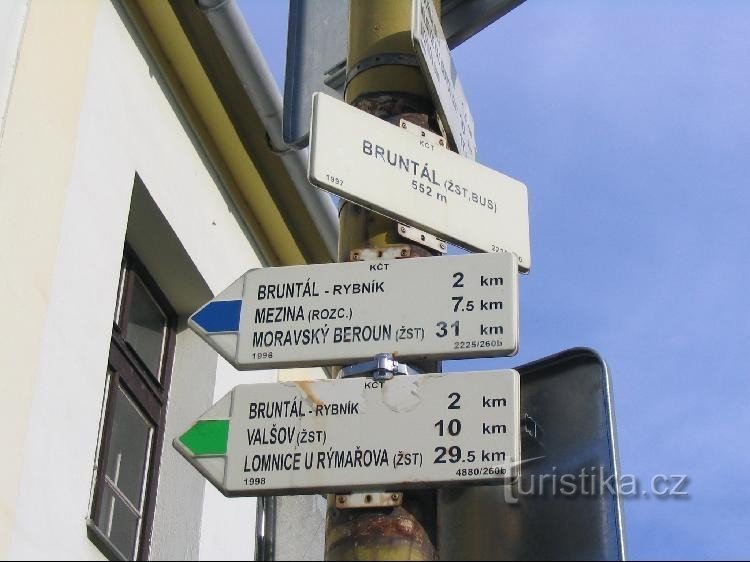 KČT
BRUNTÁL (ŽST,BUS)
552 m
1997
KČT
BRUNTÁL - RYBNÍK 2 km
MEZINA (ROZC.) 7.5 km
MORAVSKÝ BEROUN (ŽST) 31 km
1998 2225/260b
KČT
BRUNTÁL - RYBNÍK 2 km
VALŠOV (ŽST) 10 km
LOMNICE U RÝMAŘOVA (ŽST) 29.5 km
1998 4880/260b
turistika.cz